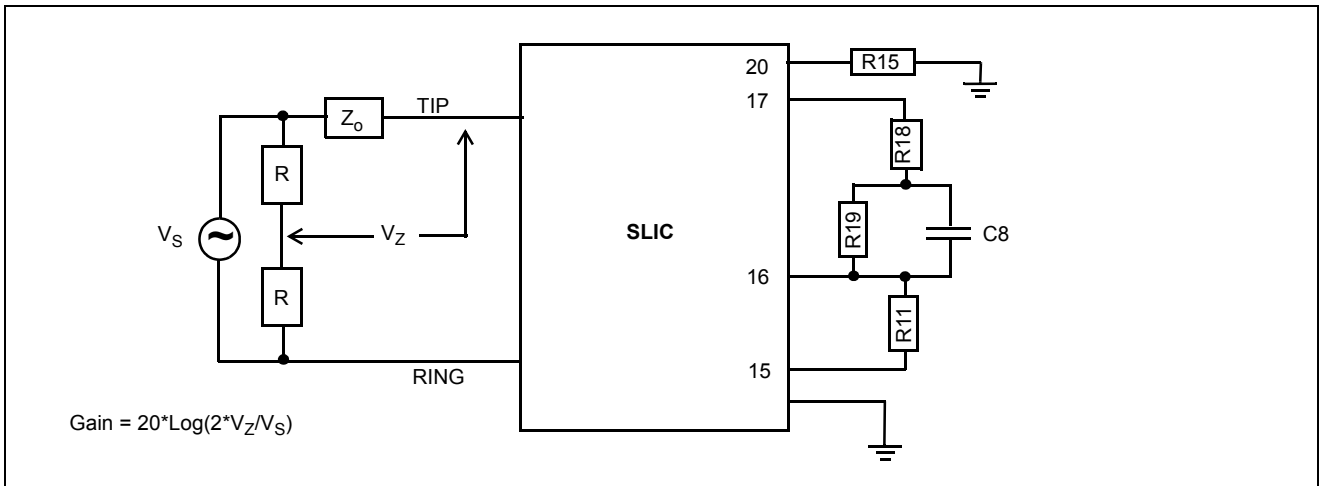 20
R15
17
TIP
Zo
R18
R
VS
~
VZ
SLIC
R19
C8
16
R
R11
15
RING
Gain = 20*Log(2*VZ/VS)